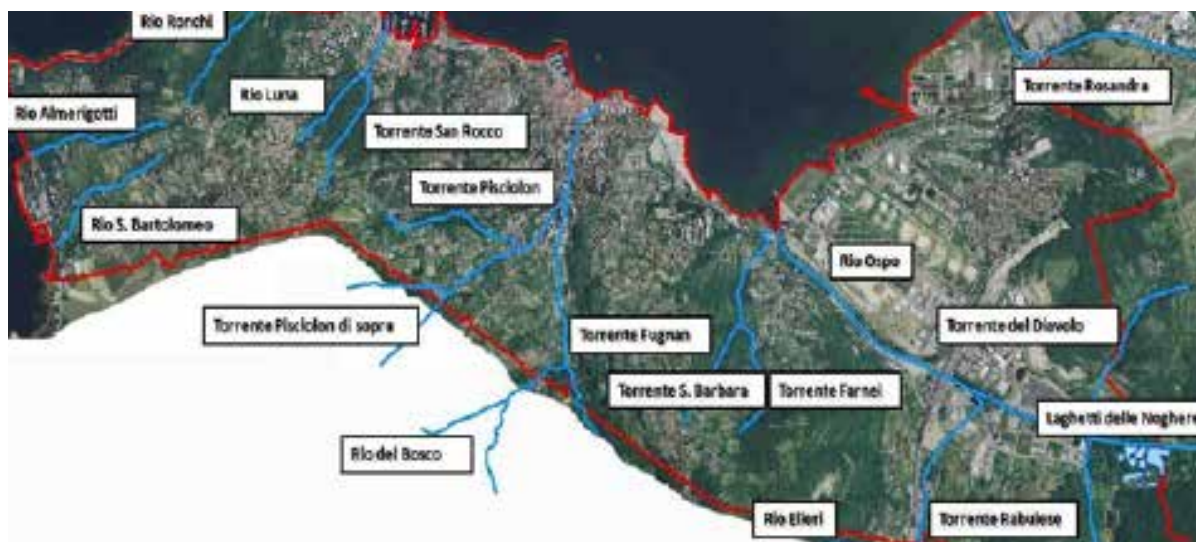 Rio Ronchi
Torrente Rosandra
Rio Luna
Rio Almerigotti
Torrente San Rocco
Torrente Pisciolon
Rio S. Bartolomeo
Rio Ospo
Torrente Pisciolon di sopra
Torrente Fugnan
Torrente del Diavolo
Torrente S. Barbara
Torrente Farnei
Laghetti delle Noghere
Rio del Bosco
Rio Elleri
Torrente Rabuiese